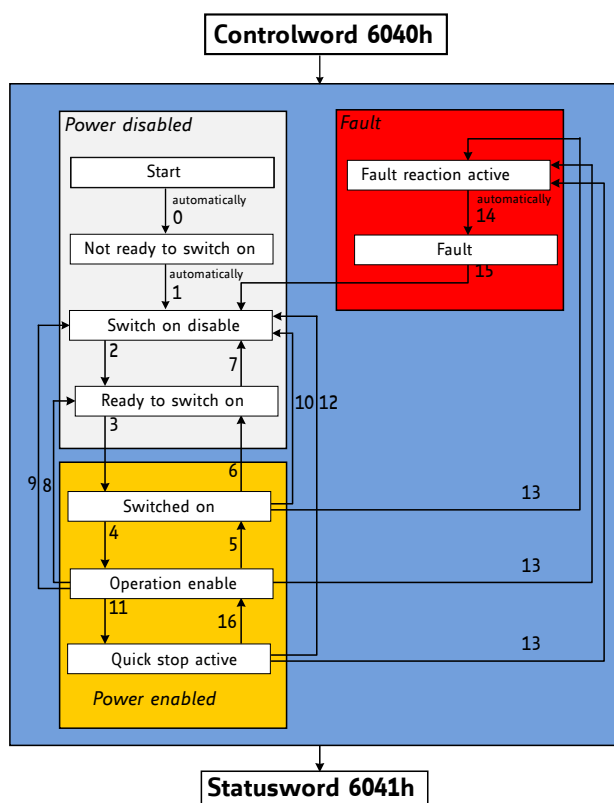 Controlword 6040h
Power disabled
Fault
Start
Fault reaction active
automatically
0
automatically
14
Not ready to switch on
Fault
automatically
1
15
Switch on disable
2
7
Ready to switch on
10
12
3
6
9
8
Switched on
13
4
5
Operation enable
13
11
16
Quick stop active
13
Power enabled
Statusword 6041h